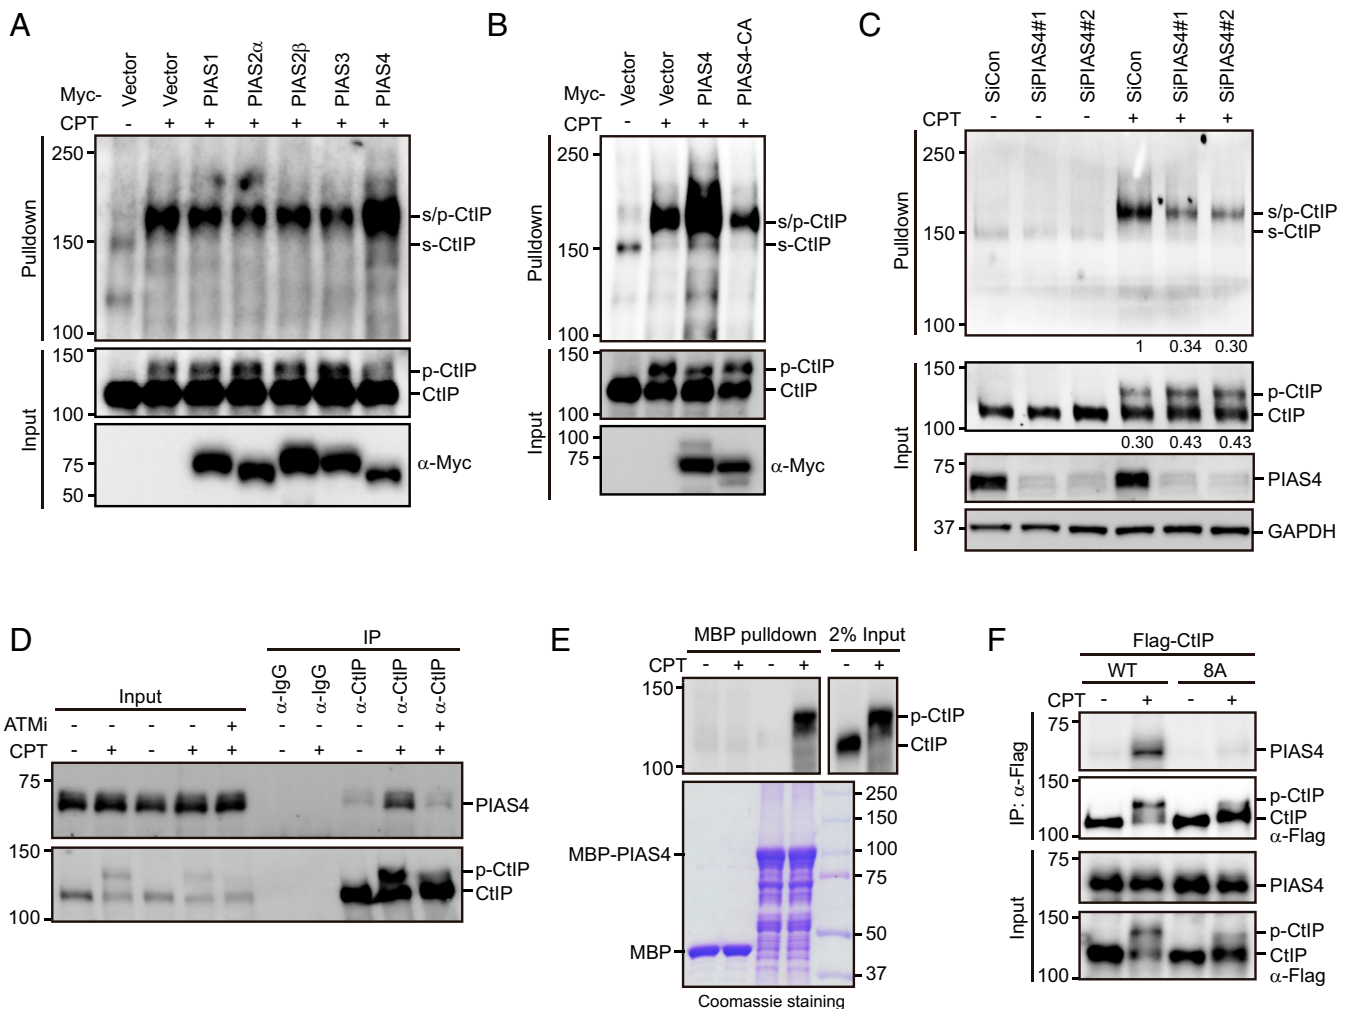 A
Myc-
Vector
Vector
PIAS1
PIAS2α
PIAS2β
PIAS3
PIAS4
CPT - + + + + + +
Pulldown
250
150
100
s/p-CtIP
s-CtIP
Input
150
100
p-CtIP
CtIP
75
50
α-Myc
B
Myc-
Vector
Vector
PIAS4
PIAS4-CA
CPT - + + +
Pulldown
250
150
100
s/p-CtIP
s-CtIP
Input
150
100
p-CtIP
CtIP
100
75
α-Myc
C
SiCon
SiPIAS4#1
SiPIAS4#2
SiCon
SiPIAS4#1
SiPIAS4#2
CPT - - - + + +
Pulldown
250
150
100
s/p-CtIP
s-CtIP
1 0.34 0.30
Input
150
100
p-CtIP
CtIP
0.30 0.43 0.43
75
PIAS4
37
GAPDH
D
IP
Input
α-IgG
α-IgG
α-CtIP
α-CtIP
α-CtIP
ATMi - - - - + - - - - +
CPT - + - + + - + - + +
75
PIAS4
150
100
p-CtIP
CtIP
E
MBP pulldown 2% Input
CPT - + - + - +
150
100
p-CtIP
CtIP
MBP-PIAS4
MBP
250
150
100
75
50
37
Coomassie staining
F
Flag-CtIP
WT 8A
CPT - + - +
IP: α-Flag
75
PIAS4
150
100
p-CtIP
CtIP
α-Flag
Input
75
PIAS4
150
100
p-CtIP
CtIP
α-Flag